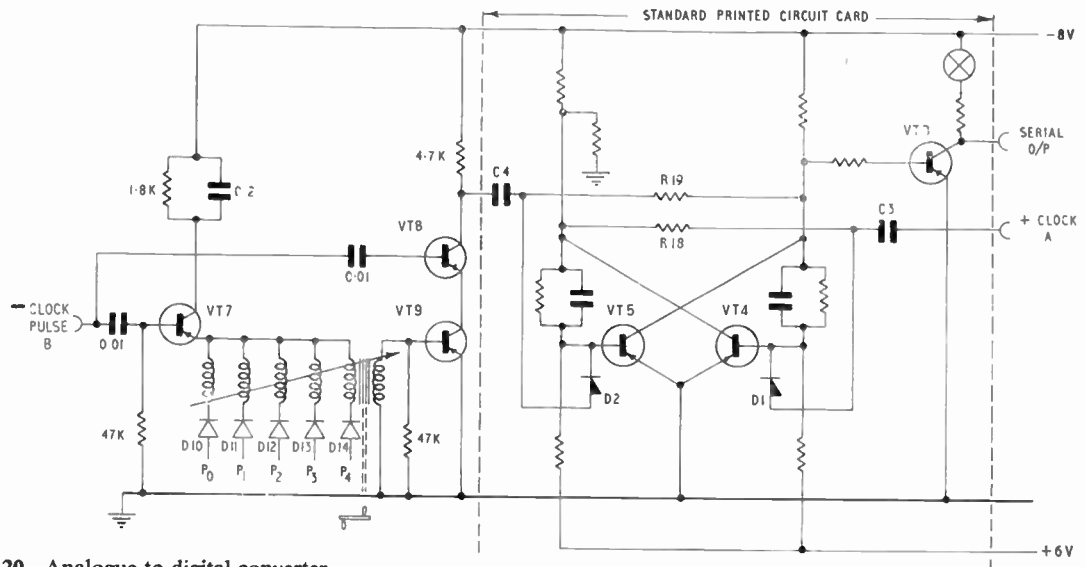 STANDARD PRINTED CIRCUIT CARD
-8V
4·7K
1·8K
C4
R19
R18
C3
SERIAL
O/P
+ CLOCK
A
VT8
0·01
VT7
VT9
VT5
VT4
- CLOCK
PULSE
B
0·01
D2
D1
47K
D10
D11
D12
D13
D14
47K
P0
P1
P2
P3
P4
+6V
20 Analogue to digital converter